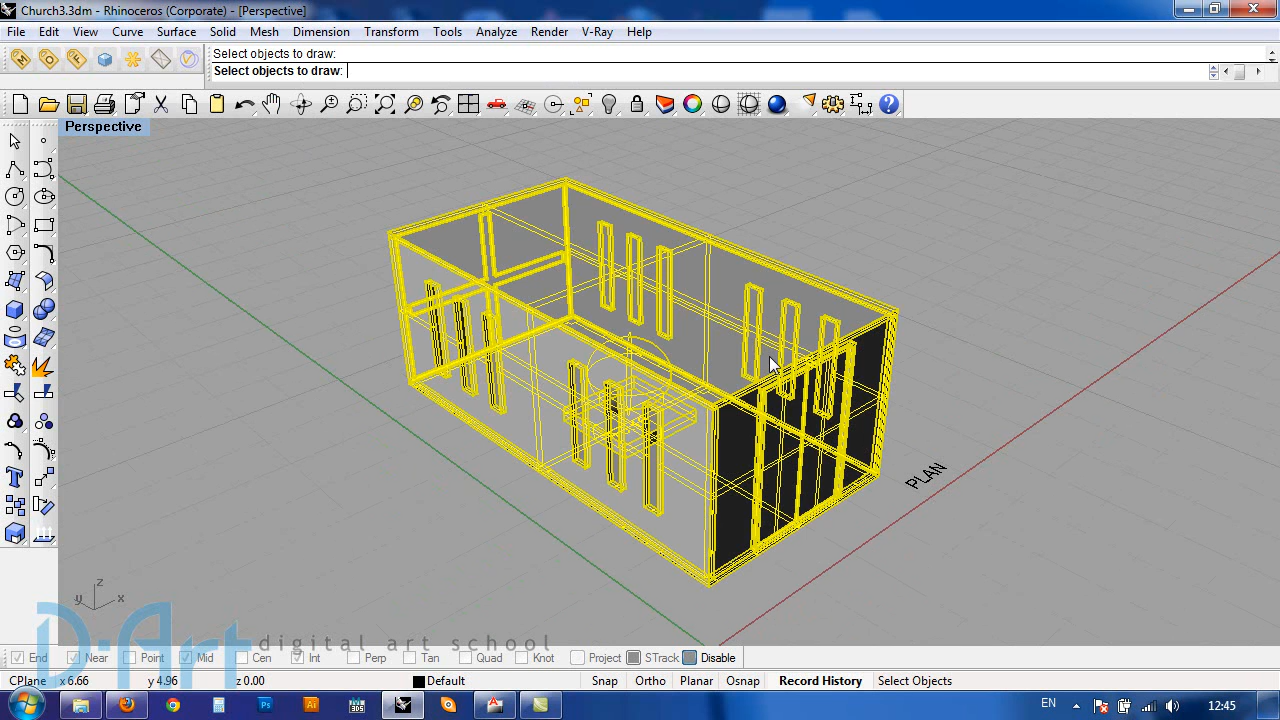 Church3.3dm - Rhinoceros (Corporate) - [Perspective]
File Edit View Curve Surface Solid Mesh Dimension Transform Tools Analyze Render V-Ray Help
Select objects to draw:
Select objects to draw:
Perspective
PLAN
z
y x
D-Art digital art school
End Near Point Mid Cen Int Perp Tan Quad Knot Project STrack Disable
CPlane x 6.66 y 4.96 z 0.00 Default Snap Ortho Planar Osnap Record History Select Objects
EN 12:45